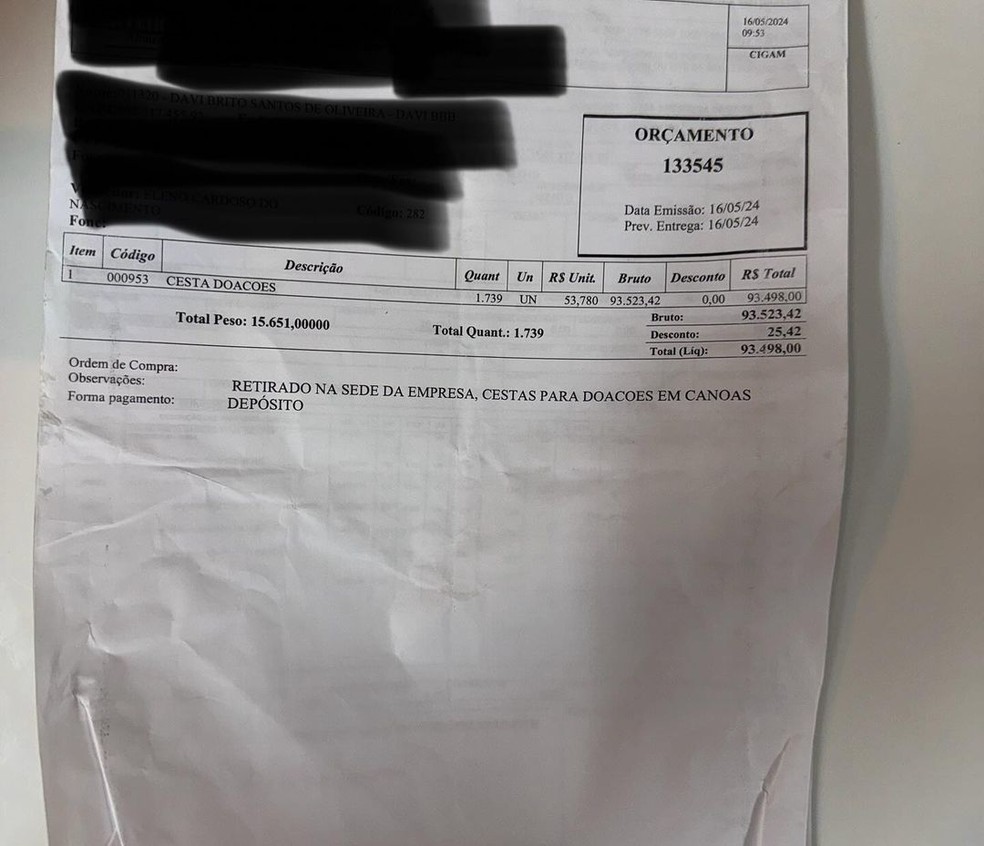 16/05/2024
09:53
CIGAM
ORÇAMENTO
133545
Data Emissão: 16/05/24
Prev. Entrega: 16/05/24
Fone:
Item Código Descrição Quant Un R$ Unit. Bruto Desconto R$ Total
1 000953 CESTA DOACOES 1.739 UN 53,780 93.523,42 0,00 93.498,00
Total Peso: 15.651,00000 Total Quant.: 1.739
Bruto: 93.523,42
Desconto: 25,42
Total (Líq): 93.498,00
Ordem de Compra:
Observações: RETIRADO NA SEDE DA EMPRESA, CESTAS PARA DOACOES EM CANOAS
Forma pagamento: DEPÓSITO